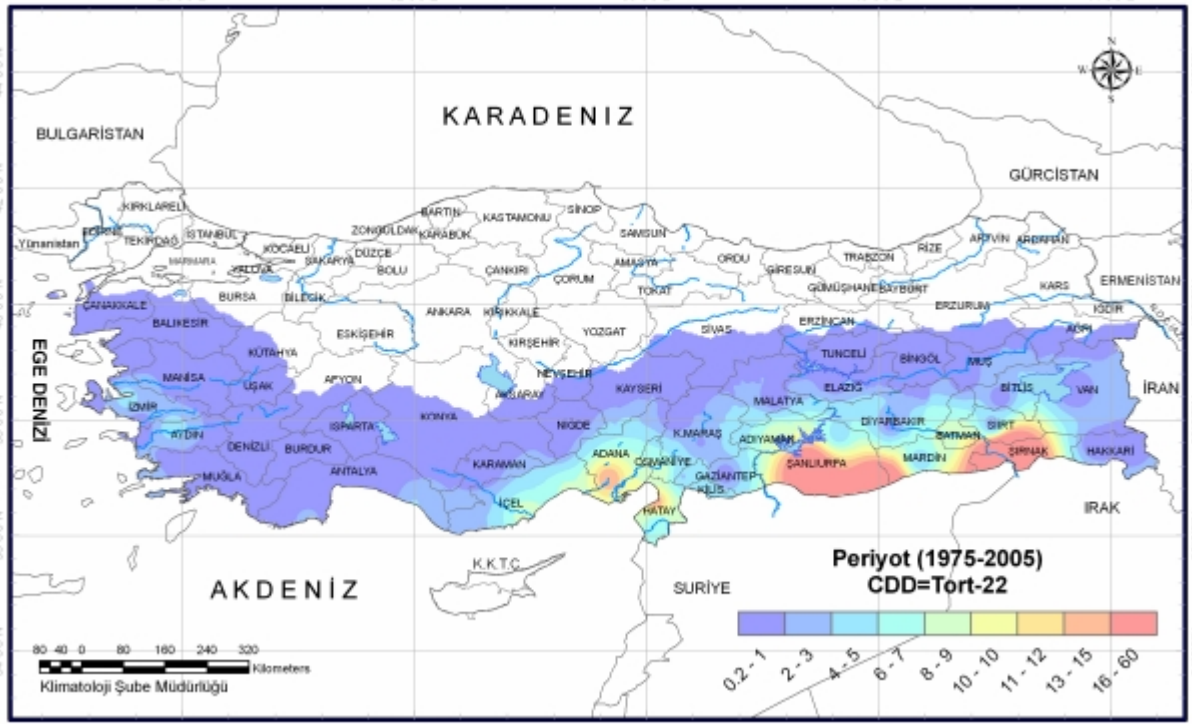 N
W E
S
KARADENIZ
BULGARİSTAN
GÜRCİSTAN
KIRKLARELİ
EDİRNE
TEKİRDAĞ
İSTANBUL
Yünanistan
MARMARA
YALOVA
KOCAELİ
SAKARYA
ZONGULDAK
BARTIN
KARABÜK
DÜZCE
BOLU
KASTAMONU
SİNOP
SAMSUN
ÇANKIRI
ÇORUM
AMASYA
TOKAT
ORDU
GİRESUN
TRABZON
RİZE
ARTVİN
ARDAHAN
GÜMÜŞHANE
BAYBURT
ERZURUM
KARS
IĞDIR
ERMENİSTAN
ÇANAKKALE
BALIKESİR
BURSA
BİLECİK
ESKİŞEHİR
ANKARA
KIRIKKALE
KIRŞEHİR
YOZGAT
SİVAS
ERZİNCAN
TUNCELİ
BİNGÖL
MUŞ
AĞRI
EGE DENİZİ
KÜTAHYA
MANİSA
UŞAK
AFYON
AKSARAY
NEVŞEHİR
KAYSERİ
MALATYA
ELAZIĞ
BİTLİS
VAN
İRAN
İZMİR
AYDIN
DENİZLİ
BURDUR
ISPARTA
KONYA
NİĞDE
K.MARAŞ
ADIYAMAN
DİYARBAKIR
BATMAN
SİİRT
MUĞLA
ANTALYA
KARAMAN
ADANA
OSMANİYE
GAZİANTEP
KİLİS
ŞANLIURFA
MARDİN
ŞIRNAK
HAKKARİ
İÇEL
HATAY
IRAK
AKDENİZ
K.K.T.C
SURİYE
Periyot (1975-2005)
CDD=Tort-22
0.2 - 1
2 - 3
4 - 5
6 - 7
8 - 9
10 - 10
11 - 12
13 - 15
16 - 60
80 40 0 80 160 240 320
Kilometers
Klimatoloji Şube Müdürlüğü